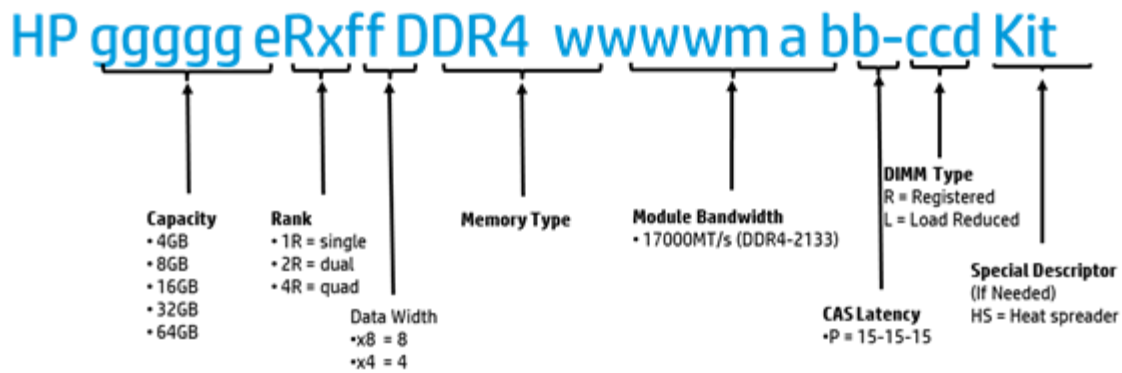 HP ggggg eRxff DDR4 wwwwm a bb-ccd Kit
Capacity
• 4GB
• 8GB
• 16GB
• 32GB
• 64GB
Rank
• 1R = single
• 2R = dual
• 4R = quad
Data Width
•x8 = 8
•x4 = 4
Memory Type
Module Bandwidth
• 17000MT/s (DDR4-2133)
CAS Latency
•P = 15-15-15
DIMM Type
R = Registered
L = Load Reduced
Special Descriptor
(If Needed)
HS = Heat spreader